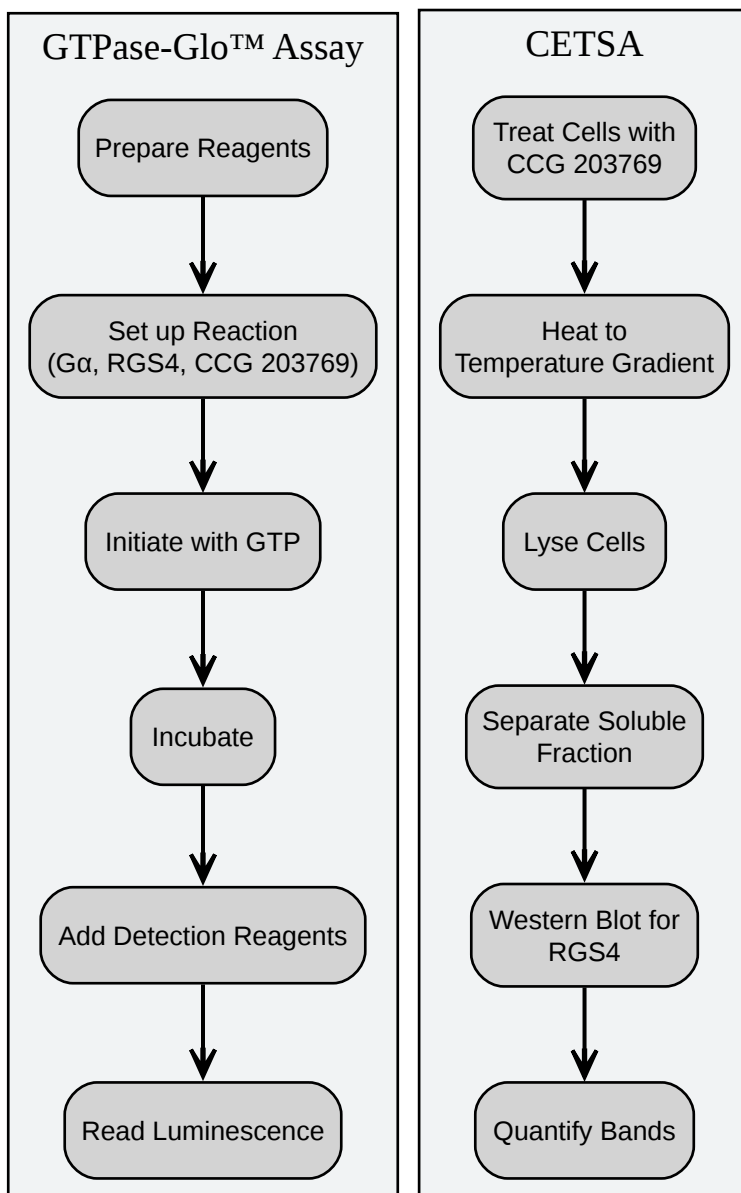 GTPase-Glo™ Assay
Prepare Reagents
Set up Reaction
(Gα, RGS4, CCG 203769)
Initiate with GTP
Incubate
Add Detection Reagents
Read Luminescence
CETSA
Treat Cells with
CCG 203769
Heat to
Temperature Gradient
Lyse Cells
Separate Soluble
Fraction
Western Blot for
RGS4
Quantify Bands